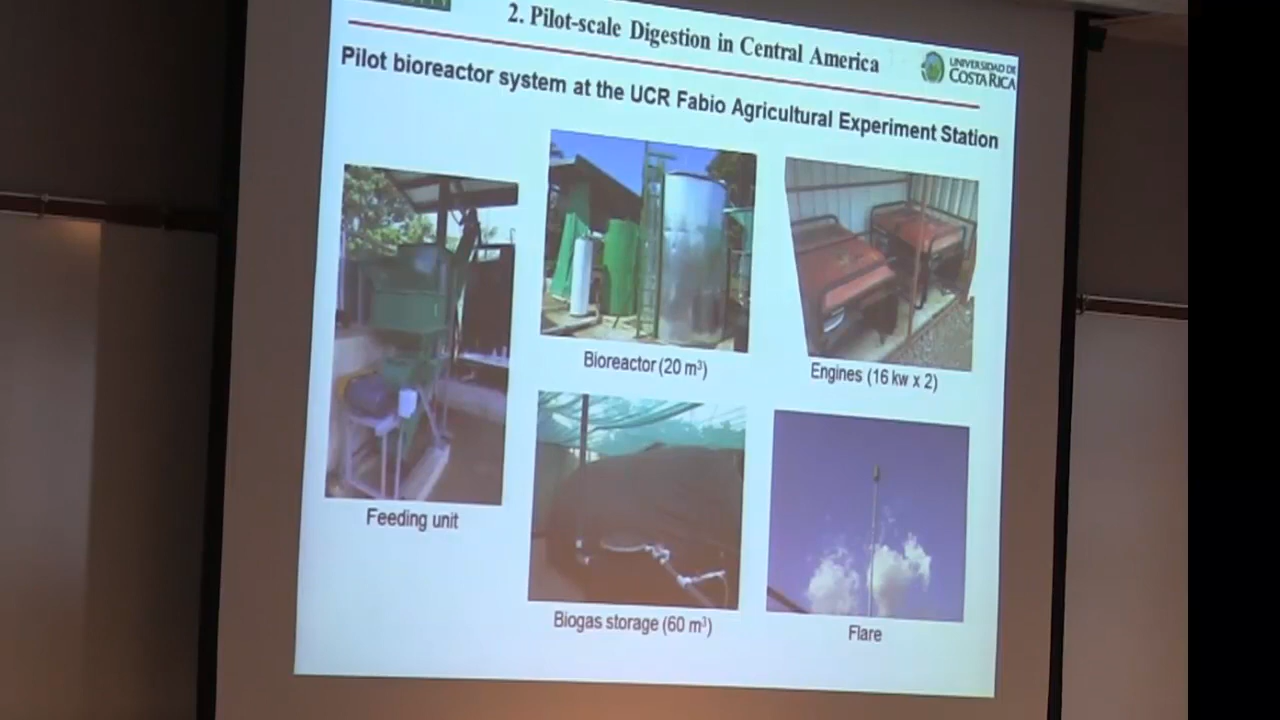 2. Pilot-scale Digestion in Central America
UNIVERSIDAD DE
COSTA RICA
Pilot bioreactor system at the UCR Fabio Agricultural Experiment Station
Bioreactor (20 m³)
Engines (16 kw x 2)
Feeding unit
Biogas storage (60 m³)
Flare